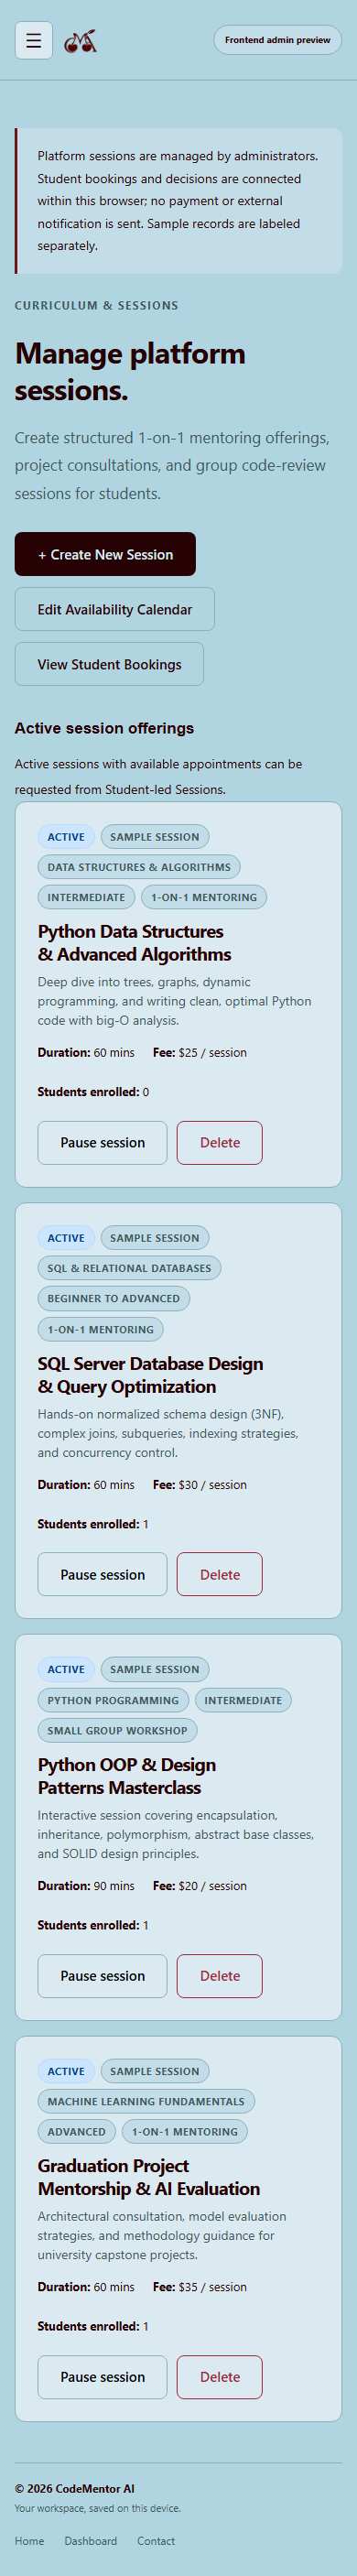 Frontend admin preview
Platform sessions are managed by administrators.
Student bookings and decisions are connected
within this browser; no payment or external
notification is sent. Sample records are labeled
separately.
CURRICULUM & SESSIONS
Manage platform
sessions.
Create structured 1-on-1 mentoring offerings,
project consultations, and group code-review
sessions for students.
+ Create New Session
Edit Availability Calendar
View Student Bookings
Active session offerings
Active sessions with available appointments can be
requested from Student-led Sessions.
ACTIVE SAMPLE SESSION
DATA STRUCTURES & ALGORITHMS
INTERMEDIATE 1-ON-1 MENTORING
Python Data Structures
& Advanced Algorithms
Deep dive into trees, graphs, dynamic
programming, and writing clean, optimal Python
code with big-O analysis.
Duration: 60 mins Fee: $25 / session
Students enrolled: 0
Pause session Delete
ACTIVE SAMPLE SESSION
SQL & RELATIONAL DATABASES
BEGINNER TO ADVANCED
1-ON-1 MENTORING
SQL Server Database Design
& Query Optimization
Hands-on normalized schema design (3NF),
complex joins, subqueries, indexing strategies,
and concurrency control.
Duration: 60 mins Fee: $30 / session
Students enrolled: 1
Pause session Delete
ACTIVE SAMPLE SESSION
PYTHON PROGRAMMING INTERMEDIATE
SMALL GROUP WORKSHOP
Python OOP & Design
Patterns Masterclass
Interactive session covering encapsulation,
inheritance, polymorphism, abstract base classes,
and SOLID design principles.
Duration: 90 mins Fee: $20 / session
Students enrolled: 1
Pause session Delete
ACTIVE SAMPLE SESSION
MACHINE LEARNING FUNDAMENTALS
ADVANCED 1-ON-1 MENTORING
Graduation Project
Mentorship & AI Evaluation
Architectural consultation, model evaluation
strategies, and methodology guidance for
university capstone projects.
Duration: 60 mins Fee: $35 / session
Students enrolled: 1
Pause session Delete
© 2026 CodeMentor AI
Your workspace, saved on this device.
Home Dashboard Contact